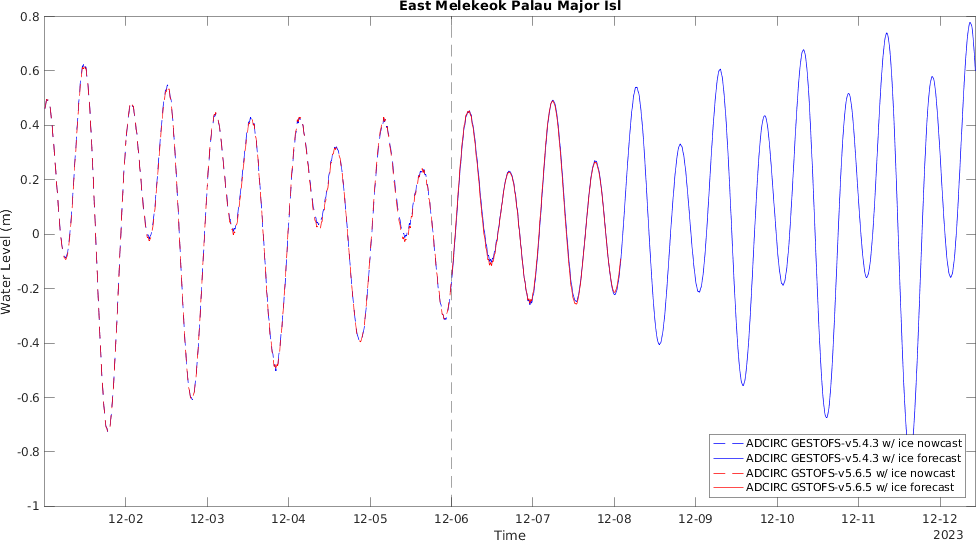 East Melekeok Palau Major Isl
0.8
0.6
0.4
0.2
0
-0.2
-0.4
-0.6
-0.8
-1
Water Level (m)
ADCIRC GESTOFS-v5.4.3 w/ ice nowcast
ADCIRC GESTOFS-v5.4.3 w/ ice forecast
ADCIRC GSTOFS-v5.6.5 w/ ice nowcast
ADCIRC GSTOFS-v5.6.5 w/ ice forecast
12-02 12-03 12-04 12-05 12-06 12-07 12-08 12-09 12-10 12-11 12-12
Time 2023